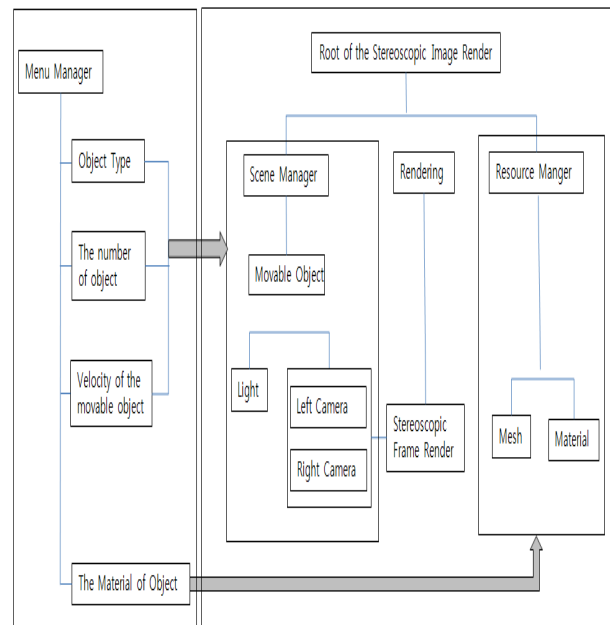 Menu Manager
Object Type
The number
of object
Velocity of the
movable object
The Material of Object
Root of the Stereoscopic Image Render
Scene Manager
Rendering
Resource Manger
Movable Object
Light
Left Camera
Right Camera
Stereoscopic
Frame Render
Mesh
Material